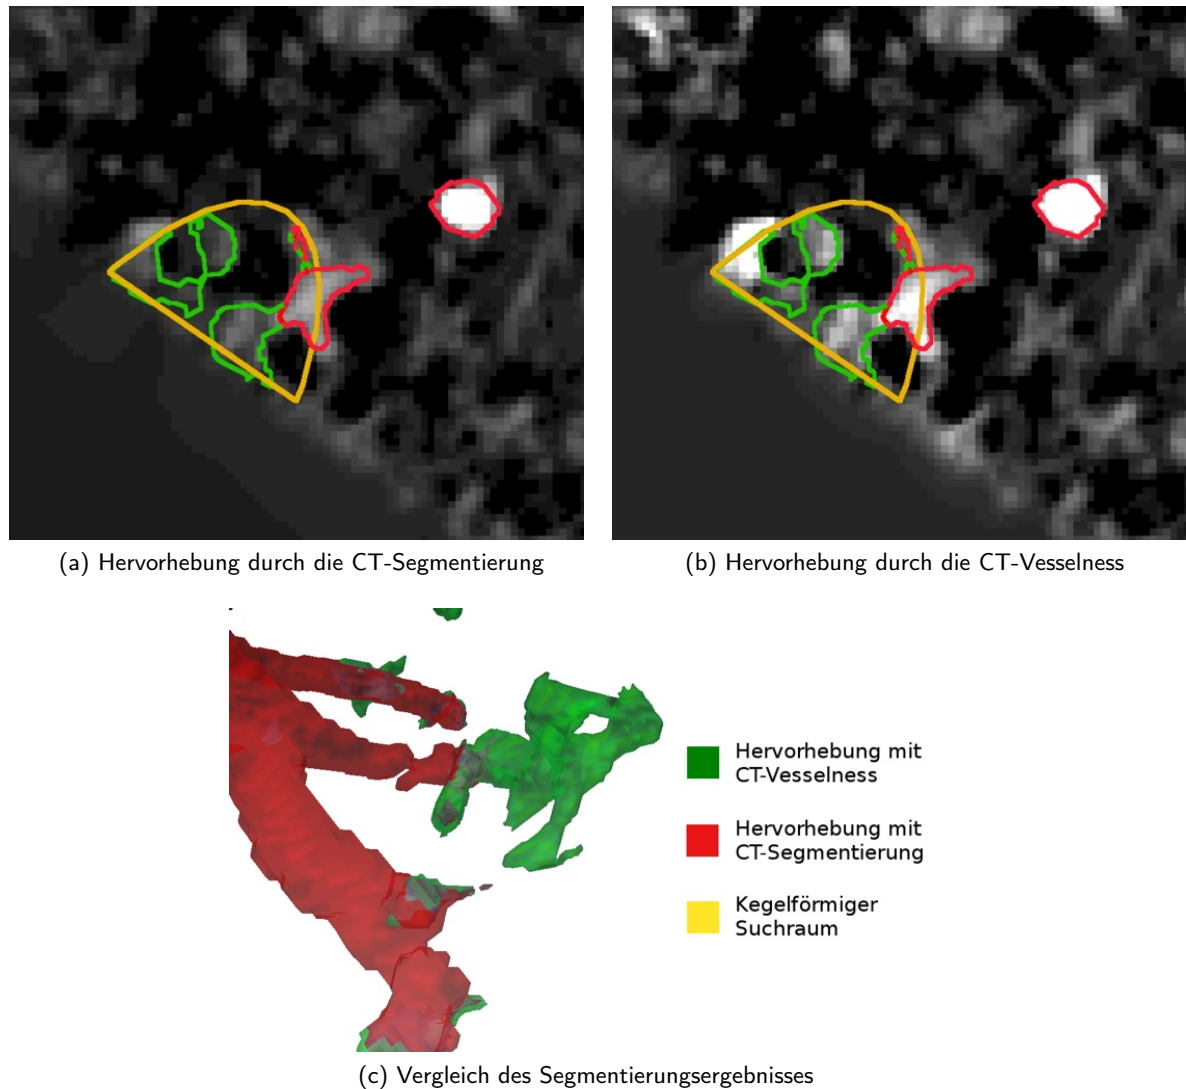 (a) Hervorhebung durch die CT-Segmentierung
(b) Hervorhebung durch die CT-Vesselness
Hervorhebung mit
CT-Vesselness
Hervorhebung mit
CT-Segmentierung
Kegelförmiger
Suchraum
(c) Vergleich des Segmentierungsergebnisses